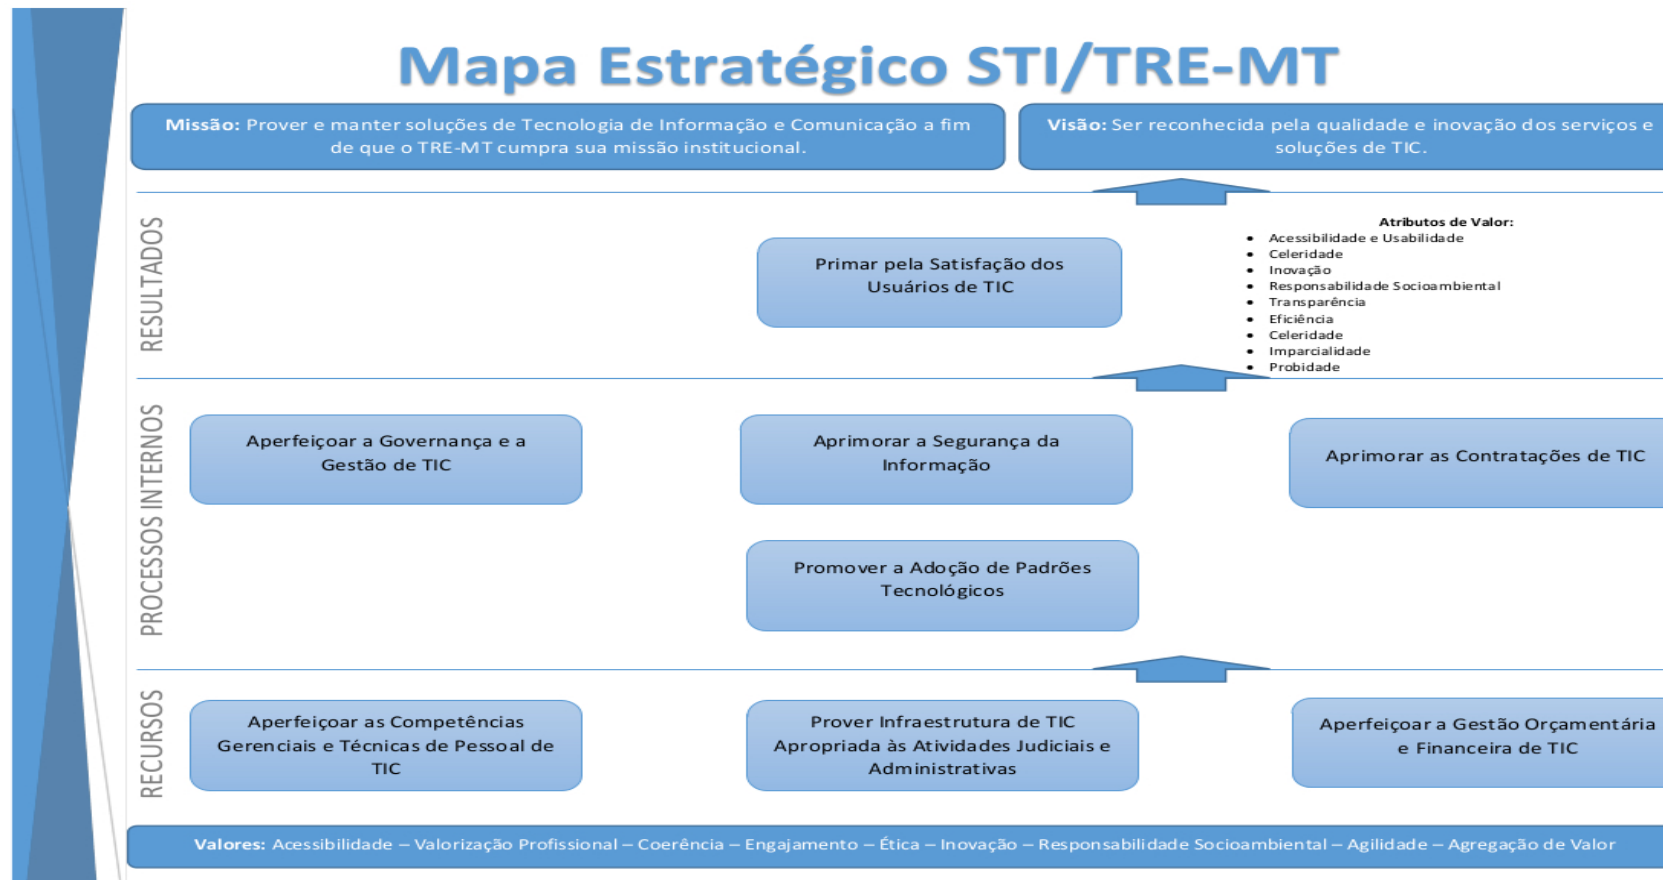 Mapa Estratégico STI/TRE-MT
Missão: Prover e manter soluções de Tecnologia de Informação e Comunicação a fim
de que o TRE-MT cumpra sua missão institucional.
Visão: Ser reconhecida pela qualidade e inovação dos serviços e
soluções de TIC.
RESULTADOS
Primar pela Satisfação dos
Usuários de TIC
Atributos de Valor:
• Acessibilidade e Usabilidade
• Celeridade
• Inovação
• Responsabilidade Socioambiental
• Transparência
• Eficiência
• Celeridade
• Imparcialidade
• Probidade
PROCESSOS INTERNOS
Aperfeiçoar a Governança e a
Gestão de TIC
Aprimorar a Segurança da
Informação
Aprimorar as Contratações de TIC
Promover a Adoção de Padrões
Tecnológicos
RECURSOS
Aperfeiçoar as Competências
Gerenciais e Técnicas de Pessoal de
TIC
Prover Infraestrutura de TIC
Apropriada às Atividades Judiciais e
Administrativas
Aperfeiçoar a Gestão Orçamentária
e Financeira de TIC
Valores: Acessibilidade – Valorização Profissional – Coerência – Engajamento – Ética – Inovação – Responsabilidade Socioambiental – Agilidade – Agregação de Valor